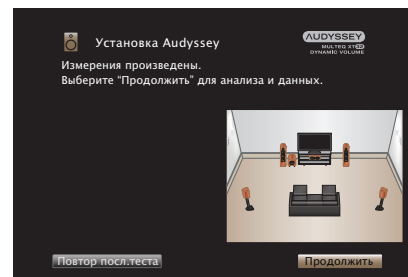 Установка Audyssey
AUDYSSEY
MULTEQ XT32
DYNAMIC VOLUME
Измерения произведены.
Выберите “Продолжить” для анализа и данных.
Повтор посл.теста
Продолжить